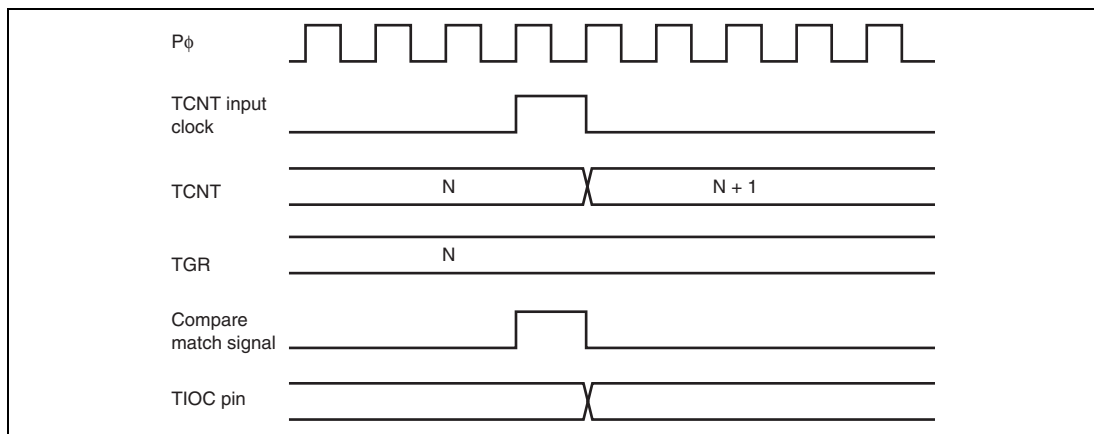 Pϕ
TCNT input
clock
TCNT
N
N + 1
TGR
N
Compare
match signal
TIOC pin